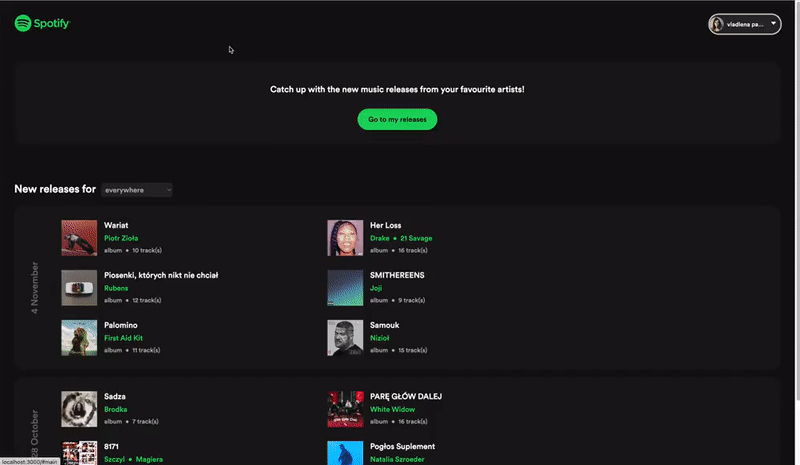 Spotify
vladlena pa...
Catch up with the new music releases from your favourite artists!
Go to my releases
New releases for everywhere
4 November
Wariat
Piotr Zioła
album • 10 track(s)
Her Loss
Drake • 21 Savage
album • 16 track(s)
Piosenki, których nikt nie chciał
Rubens
album • 12 track(s)
SMITHEREENS
Joji
album • 9 track(s)
Palomino
First Aid Kit
album • 11 track(s)
Samouk
Nizioł
album • 15 track(s)
28 October
Sadza
Brodka
album • 7 track(s)
PARĘ GŁÓW DALEJ
White Widow
album • 16 track(s)
8171
Szczyl • Magiera
Pogłos Suplement
Natalia Szroeder
localhost:3000/#main